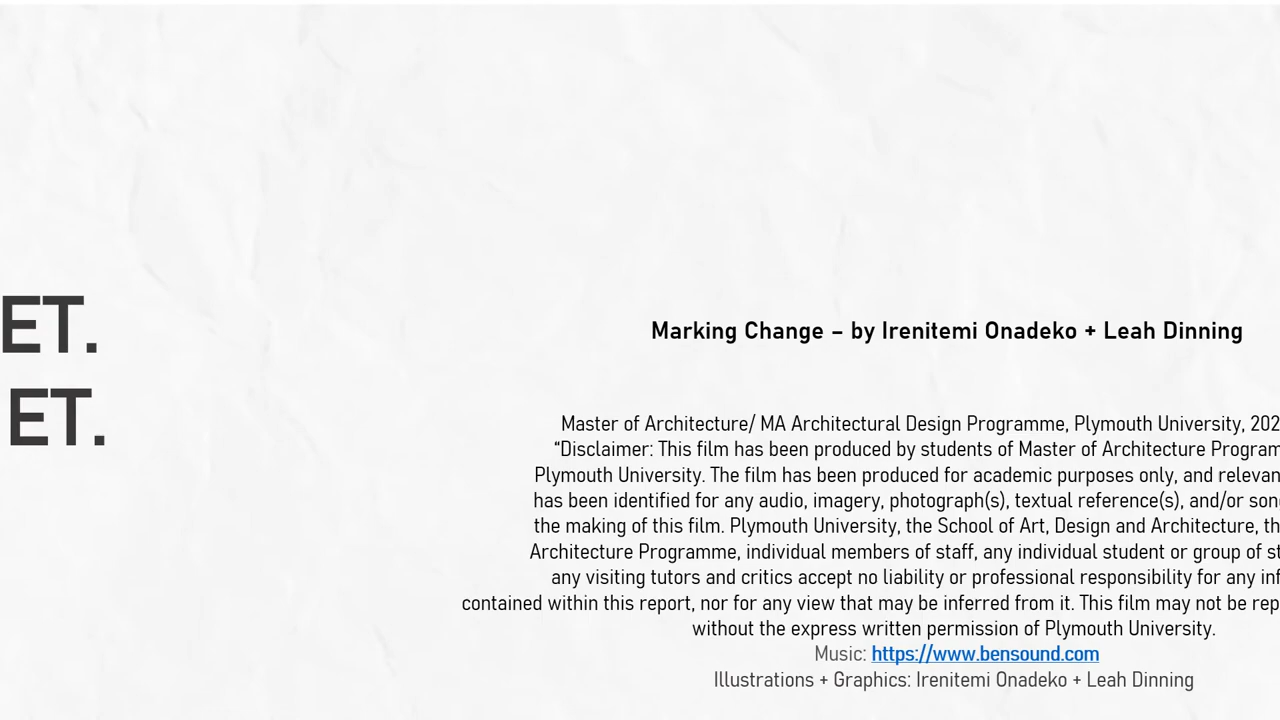 ET.
ET.
Marking Change – by Irenitemi Onadeko + Leah Dinning
Master of Architecture/ MA Architectural Design Programme, Plymouth University, 202
“Disclaimer: This film has been produced by students of Master of Architecture Program
Plymouth University. The film has been produced for academic purposes only, and relevan
has been identified for any audio, imagery, photograph(s), textual reference(s), and/or son
the making of this film. Plymouth University, the School of Art, Design and Architecture, th
Architecture Programme, individual members of staff, any individual student or group of st
any visiting tutors and critics accept no liability or professional responsibility for any inf
contained within this report, nor for any view that may be inferred from it. This film may not be rep
without the express written permission of Plymouth University.
Music: https://www.bensound.com
Illustrations + Graphics: Irenitemi Onadeko + Leah Dinning